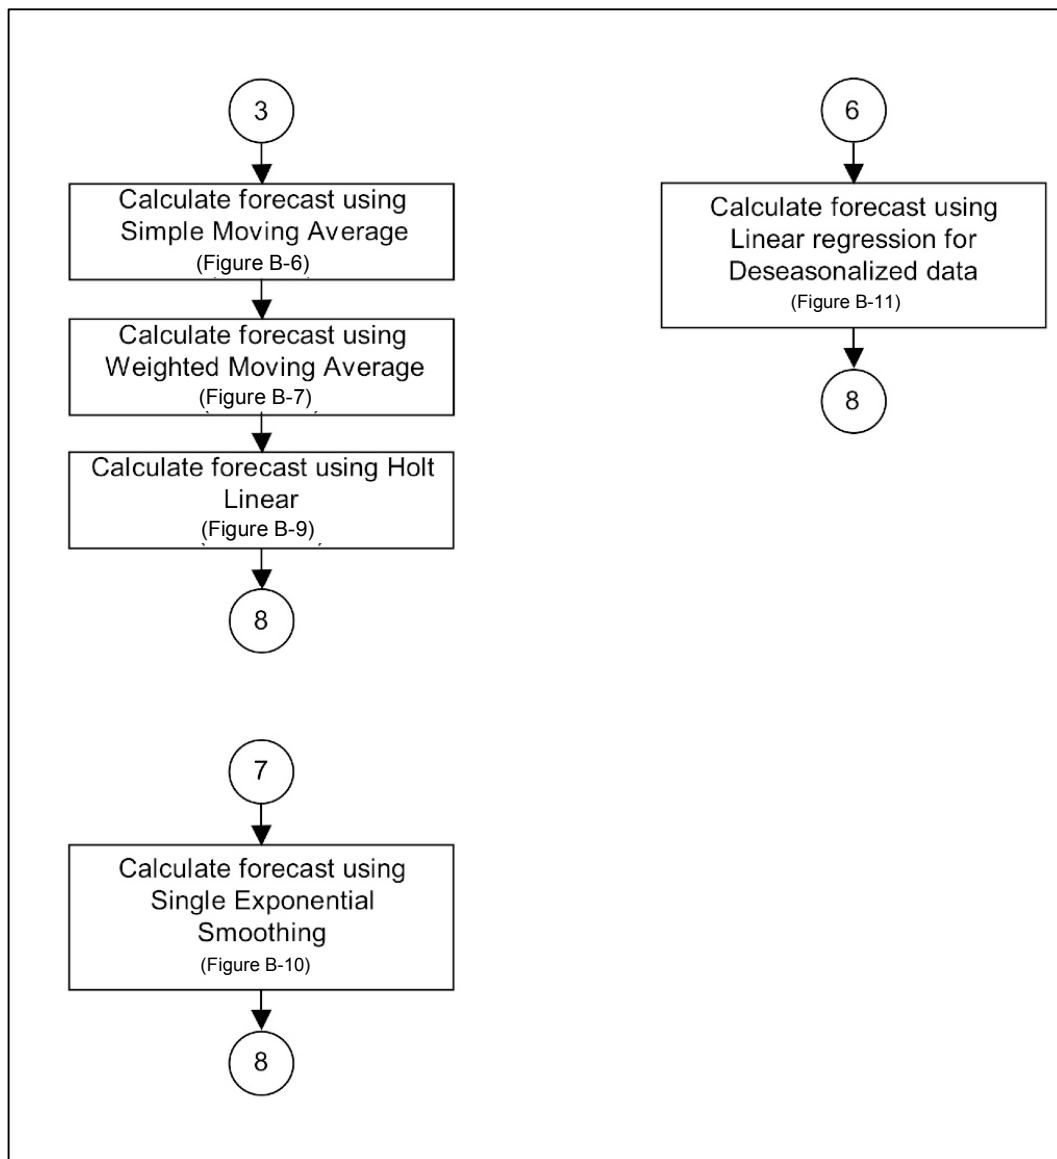 3
Calculate forecast using
Simple Moving Average
(Figure B-6)
Calculate forecast using
Weighted Moving Average
(Figure B-7)
Calculate forecast using Holt
Linear
(Figure B-9)
8
6
Calculate forecast using
Linear regression for
Deseasonalized data
(Figure B-11)
8
7
Calculate forecast using
Single Exponential
Smoothing
(Figure B-10)
8